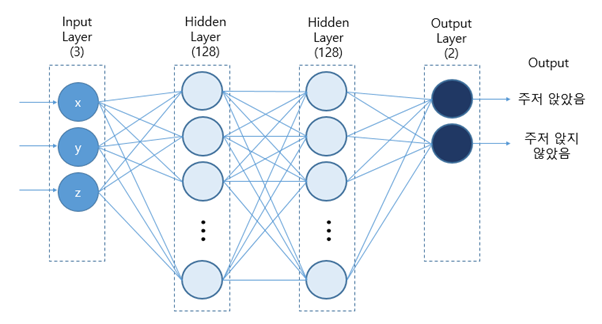 Input
Layer
(3)
Hidden
Layer
(128)
Hidden
Layer
(128)
Output
Layer
(2)
Output
x
y
z
주저 앉았음
주저 앉지
않았음